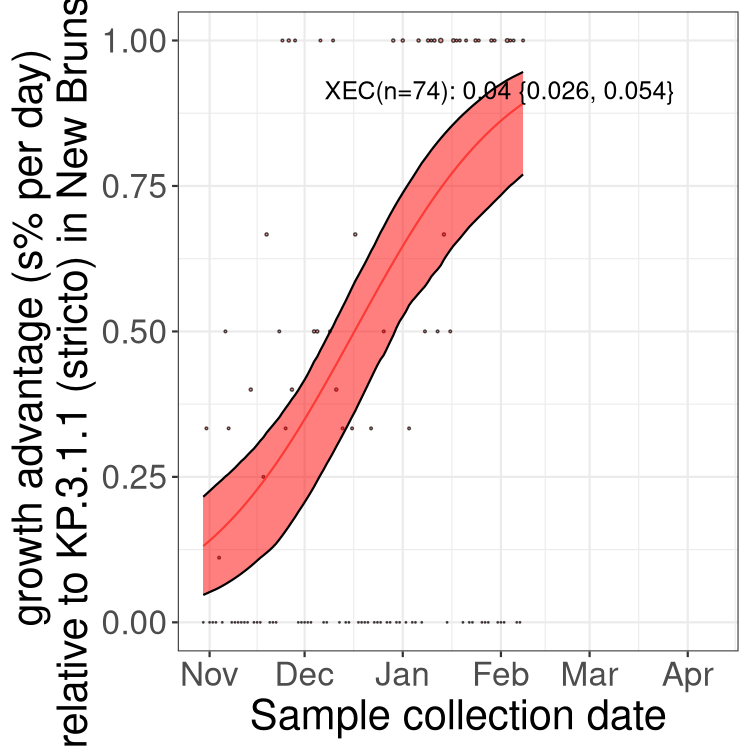 growth advantage (s% per day)
relative to KP.3.1.1 (stricto) in New Bruns
1.00
0.75
0.50
0.25
0.00
XEC(n=74): 0.04 {0.026, 0.054}
Nov Dec Jan Feb Mar Apr
Sample collection date